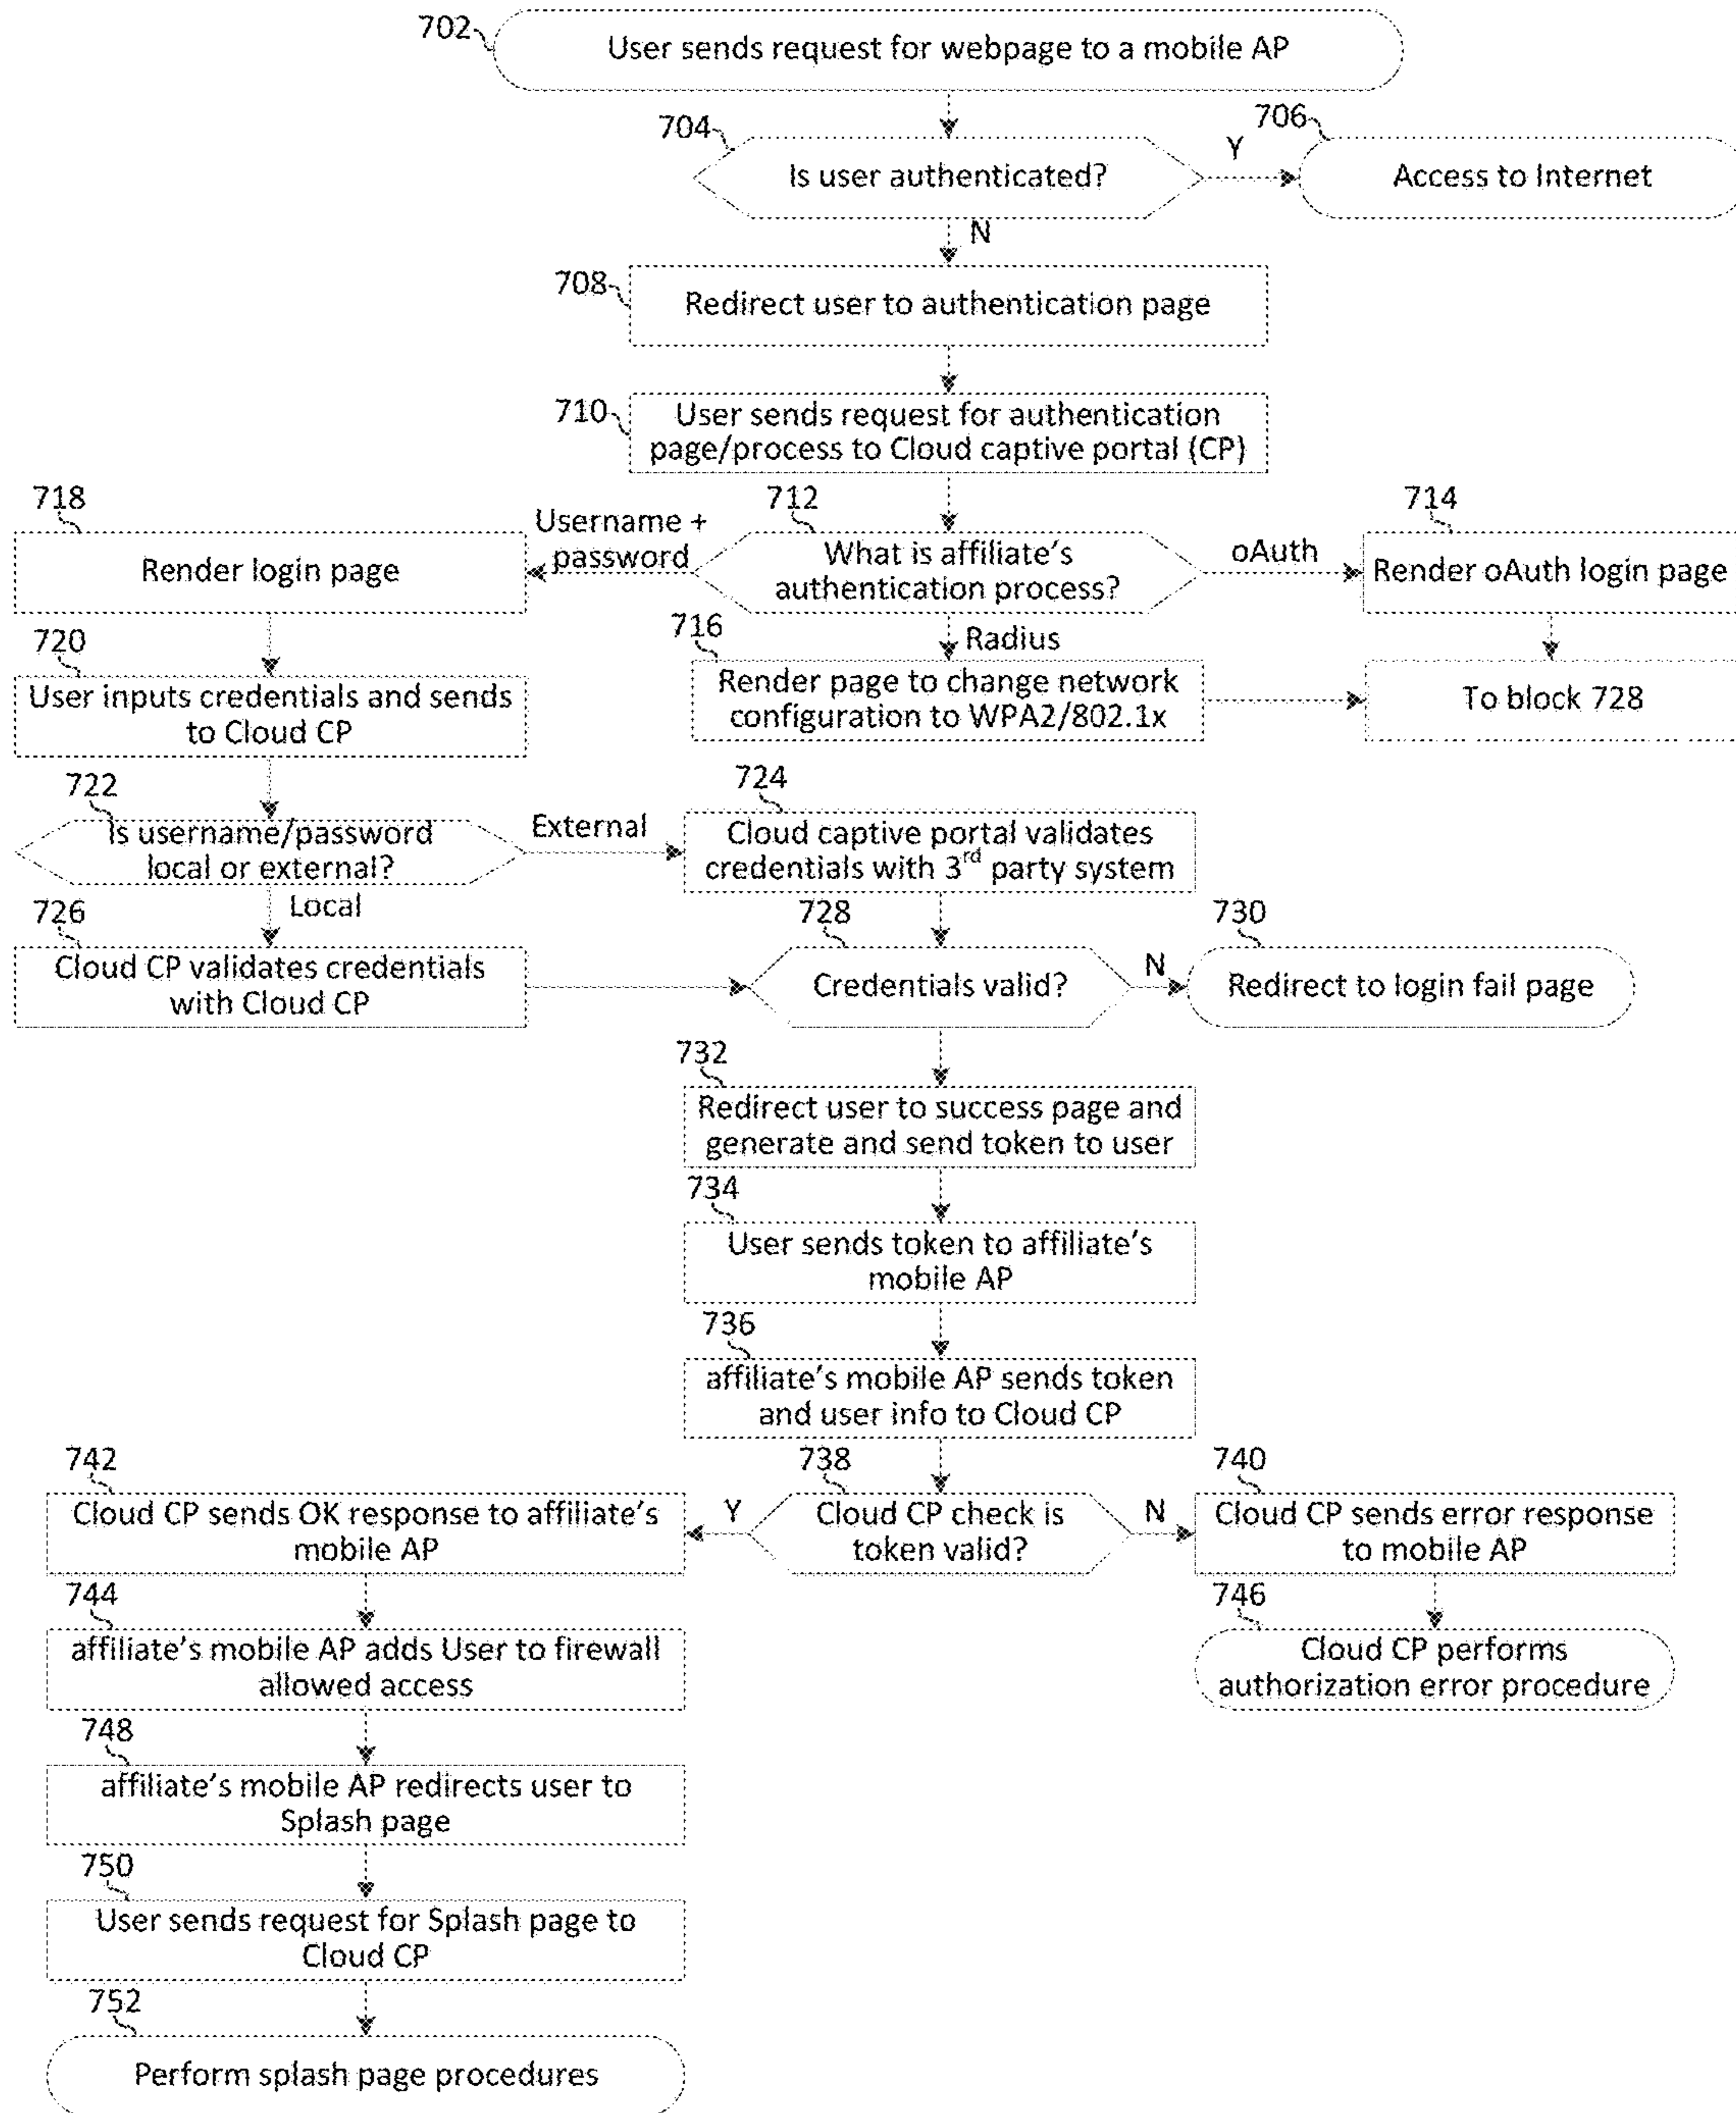 702
User sends request for webpage to a mobile AP
704
706
Is user authenticated?
Y
Access to Internet
N
708
Redirect user to authentication page
710
User sends request for authentication
page/process to Cloud captive portal (CP)
718
712
714
Username +
password
Render login page
What is affiliate's
authentication process?
oAuth
Render oAuth login page
720
716
Radius
User inputs credentials and sends
to Cloud CP
Render page to change network
configuration to WPA2/802.1x
To block 728
722
724
Is username/password
local or external?
External
Cloud captive portal validates
credentials with 3rd party system
Local
726
728
730
Cloud CP validates credentials
with Cloud CP
Credentials valid?
N
Redirect to login fail page
732
Redirect user to success page and
generate and send token to user
734
User sends token to affiliate's
mobile AP
736
affiliate's mobile AP sends token
and user info to Cloud CP
742
738
740
Cloud CP sends OK response to affiliate's
mobile AP
Y
Cloud CP check is
token valid?
N
Cloud CP sends error response
to mobile AP
744
746
affiliate's mobile AP adds User to firewall
allowed access
Cloud CP performs
authorization error procedure
748
affiliate's mobile AP redirects user to
Splash page
750
User sends request for Splash page to
Cloud CP
752
Perform splash page procedures